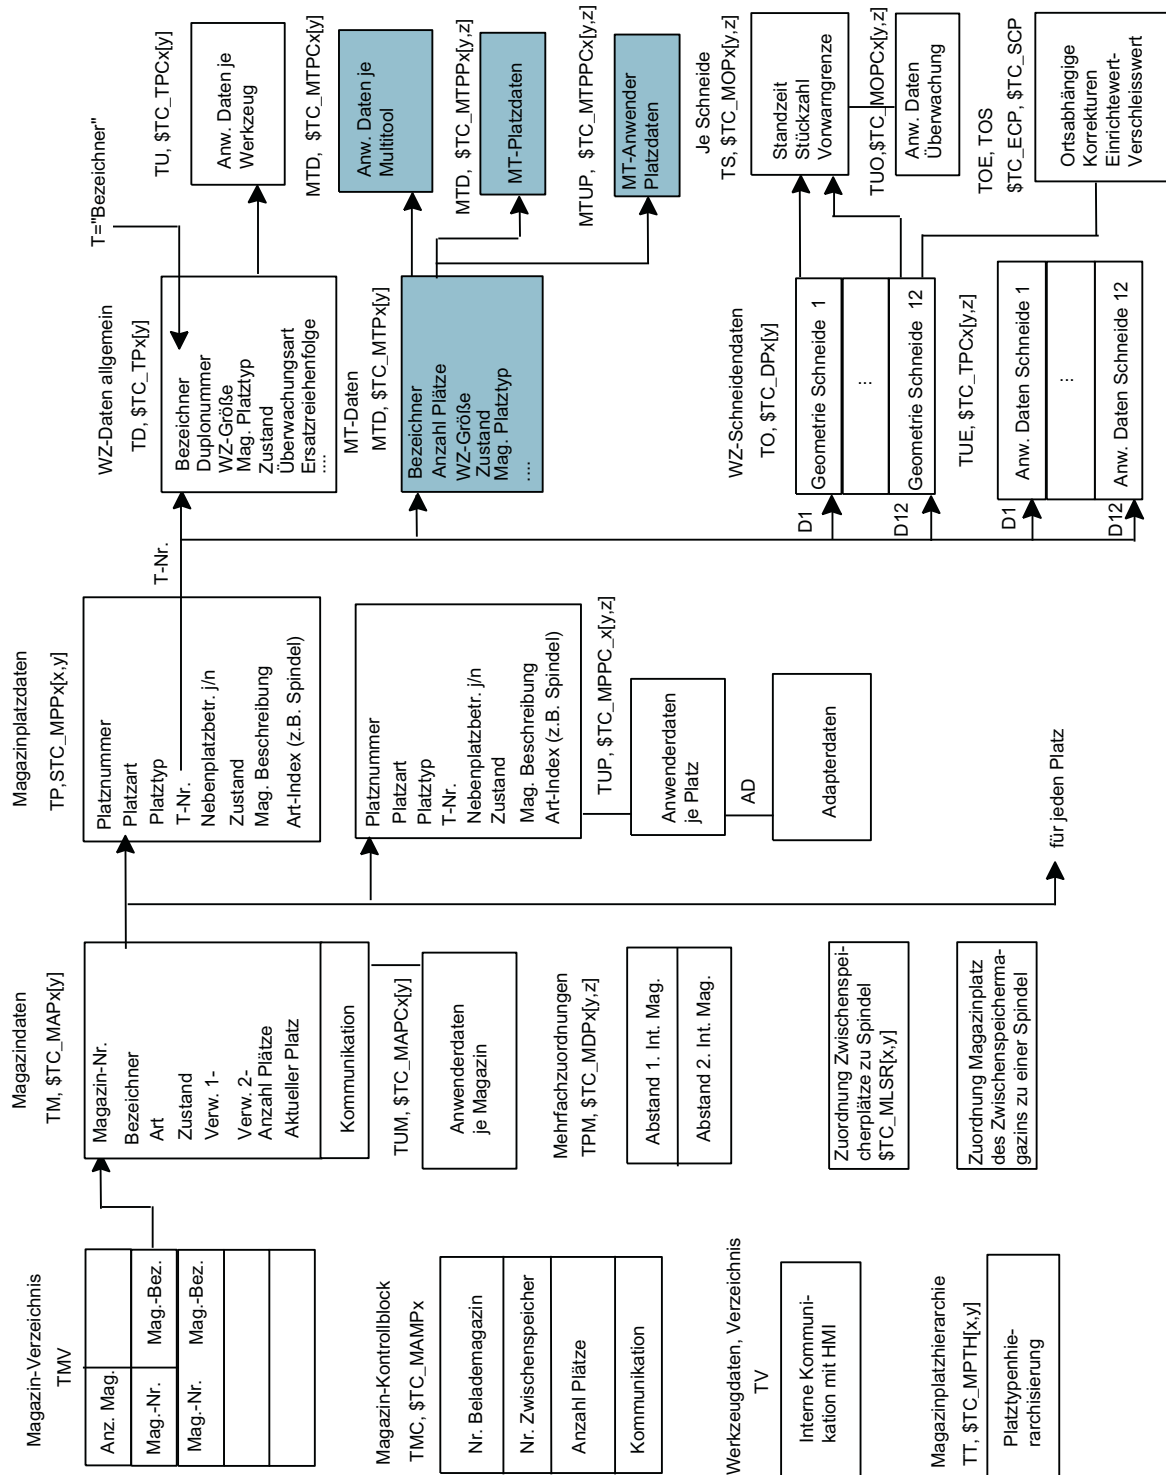 Magazin-Verzeichnis
TMV
Anz. Mag.
Mag.-Nr.
Mag.-Bez.
Mag.-Nr.
Mag.-Bez.
Magazin-Kontrollblock
TMC, $TC_MAMPx
Nr. Belademagazin
Nr. Zwischenspeicher
Anzahl Plätze
Kommunikation
Werkzeugdaten, Verzeichnis
TV
Interne Kommuni-
kation mit HMI
Magazinplatzhierarchie
TT, $TC_MPTH[x,y]
Platztypenhie-
rarchisierung
Magazindaten
TM, $TC_MAPx[y]
Magazin-Nr.
Bezeichner
Art
Zustand
Verw. 1-
Verw. 2-
Anzahl Plätze
Aktueller Platz
Kommunikation
TUM, $TC_MAPCx[y]
Anwenderdaten
je Magazin
Mehrfachzuordnungen
TPM, $TC_MDPx[y,z]
Abstand 1. Int. Mag.
Abstand 2. Int. Mag.
Zuordnung Zwischenspei-
cherplätze zu Spindel
$TC_MLSR[x,y]
Zuordnung Magazinplatz
des Zwischenspeicherma-
gazins zu einer Spindel
Magazinplatzdaten
TP,STC_MPPx[x,y]
Platznummer
Platzart
Platztyp
T-Nr.
Nebenplatzbetr. j/n
Zustand
Mag. Beschreibung
Art-Index (z.B. Spindel)
Platznummer
Platzart
Platztyp
T-Nr.
Nebenplatzbetr. j/n
Zustand
Mag. Beschreibung
Art-Index (z.B. Spindel)
TUP, $TC_MPPC_x[y,z]
Anwenderdaten
je Platz
AD
Adapterdaten
für jeden Platz
T-Nr.
WZ-Daten allgemein
TD, $TC_TPx[y]
T="Bezeichner"
Bezeichner
Duplonummer
WZ-Größe
Mag. Platztyp
Zustand
Überwachungsart
Ersatzreihenfolge
....
MT-Daten
MTD, $TC_MTPx[y]
Bezeichner
Anzahl Plätze
WZ-Größe
Zustand
Mag. Platztyp
....
WZ-Schneidendaten
TO, $TC_DPx[y]
D1
Geometrie Schneide 1
...
D12
Geometrie Schneide 12
TUE, $TC_TPCx[y,z]
D1
Anw. Daten Schneide 1
...
D12
Anw. Daten Schneide 12
TU, $TC_TPCx[y]
Anw. Daten je
Werkzeug
MTD, $TC_MTPCx[y]
Anw. Daten je
Multitool
MTD, $TC_MTPPx[y,z]
MT-Platzdaten
MTUP, $TC_MTPPCx[y,z]
MT-Anwender
Platzdaten
Je Schneide
TS, $TC_MOPx[y,z]
Standzeit
Stückzahl
Vorwarngrenze
TUO,$TC_MOPCx[y,z]
Anw. Daten
Überwachung
TOE, TOS
$TC_ECP, $TC_SCP
Ortsabhängige
Korrekturen
Einrichtewert-
Verschleisswert